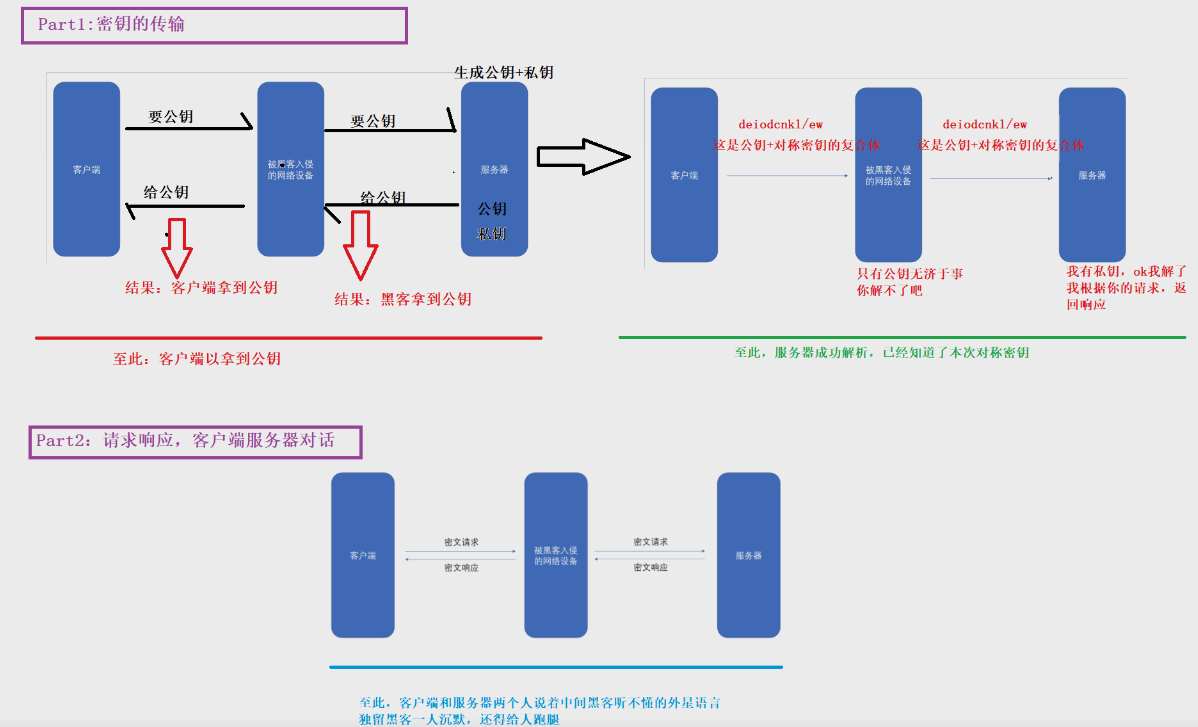 Part1:密钥的传输
生成公钥+私钥
要公钥
要公钥
客户端
被黑客入侵
的网络设备
服务器
给公钥
给公钥
公钥
私钥
结果：客户端拿到公钥
结果：黑客拿到公钥
至此：客户端以拿到公钥
deiodcnkl/ew
这是公钥+对称密钥的复合体
deiodcnkl/ew
这是公钥+对称密钥的复合体
客户端
被黑客入侵
的网络设备
服务器
只有公钥无济于事
你解不了吧
我有私钥，ok我解了
我根据你的请求，返
回响应
至此，服务器成功解析，已经知道了本次对称密钥
Part2：请求响应，客户端服务器对话
客户端
密文请求
密文响应
被黑客入侵
的网络设备
密文请求
密文响应
服务器
至此，客户端和服务器两个人说着中间黑客听不懂的外星语言
独留黑客一人沉默，还得给人跑腿